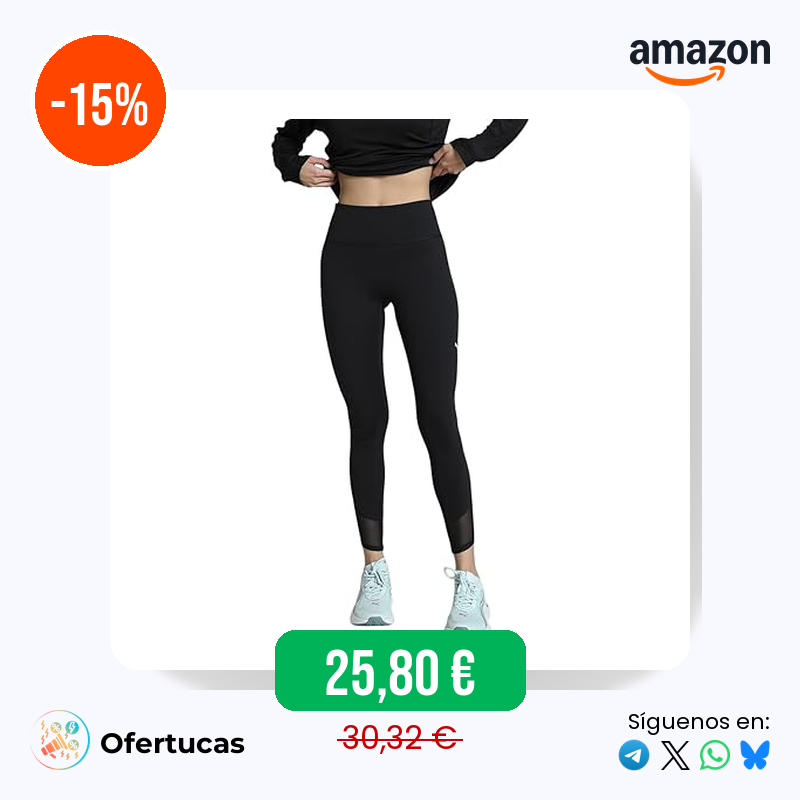 -15%
amazon
25,80 €
30,32 €
Ofertucas
Síguenos en: